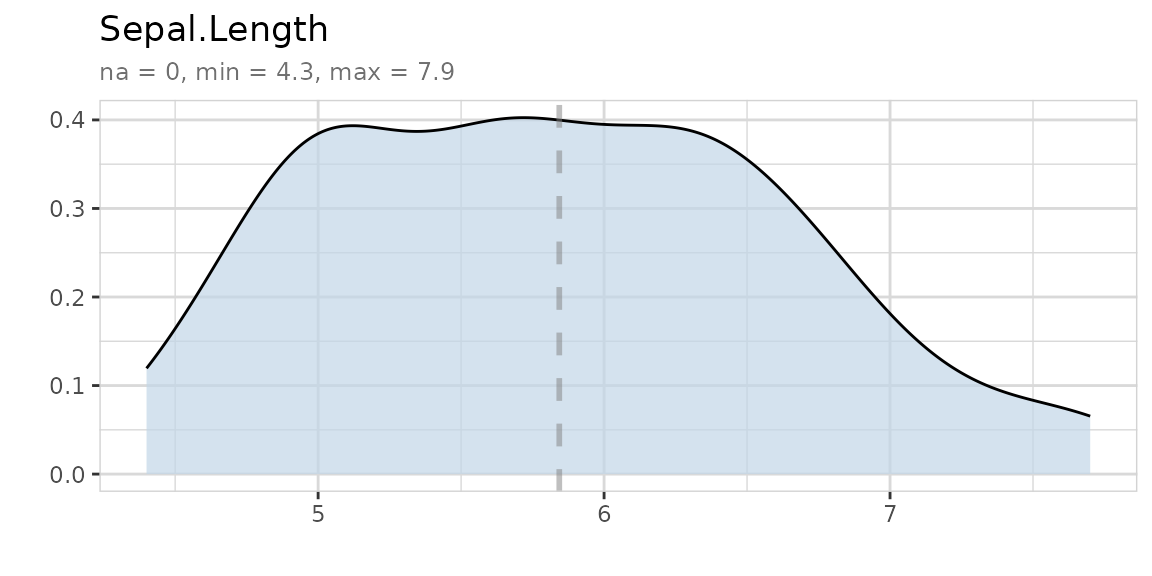 Sepal.Length
na = 0, min = 4.3, max = 7.9
0.4
0.3
0.2
0.1
0.0
5 6 7